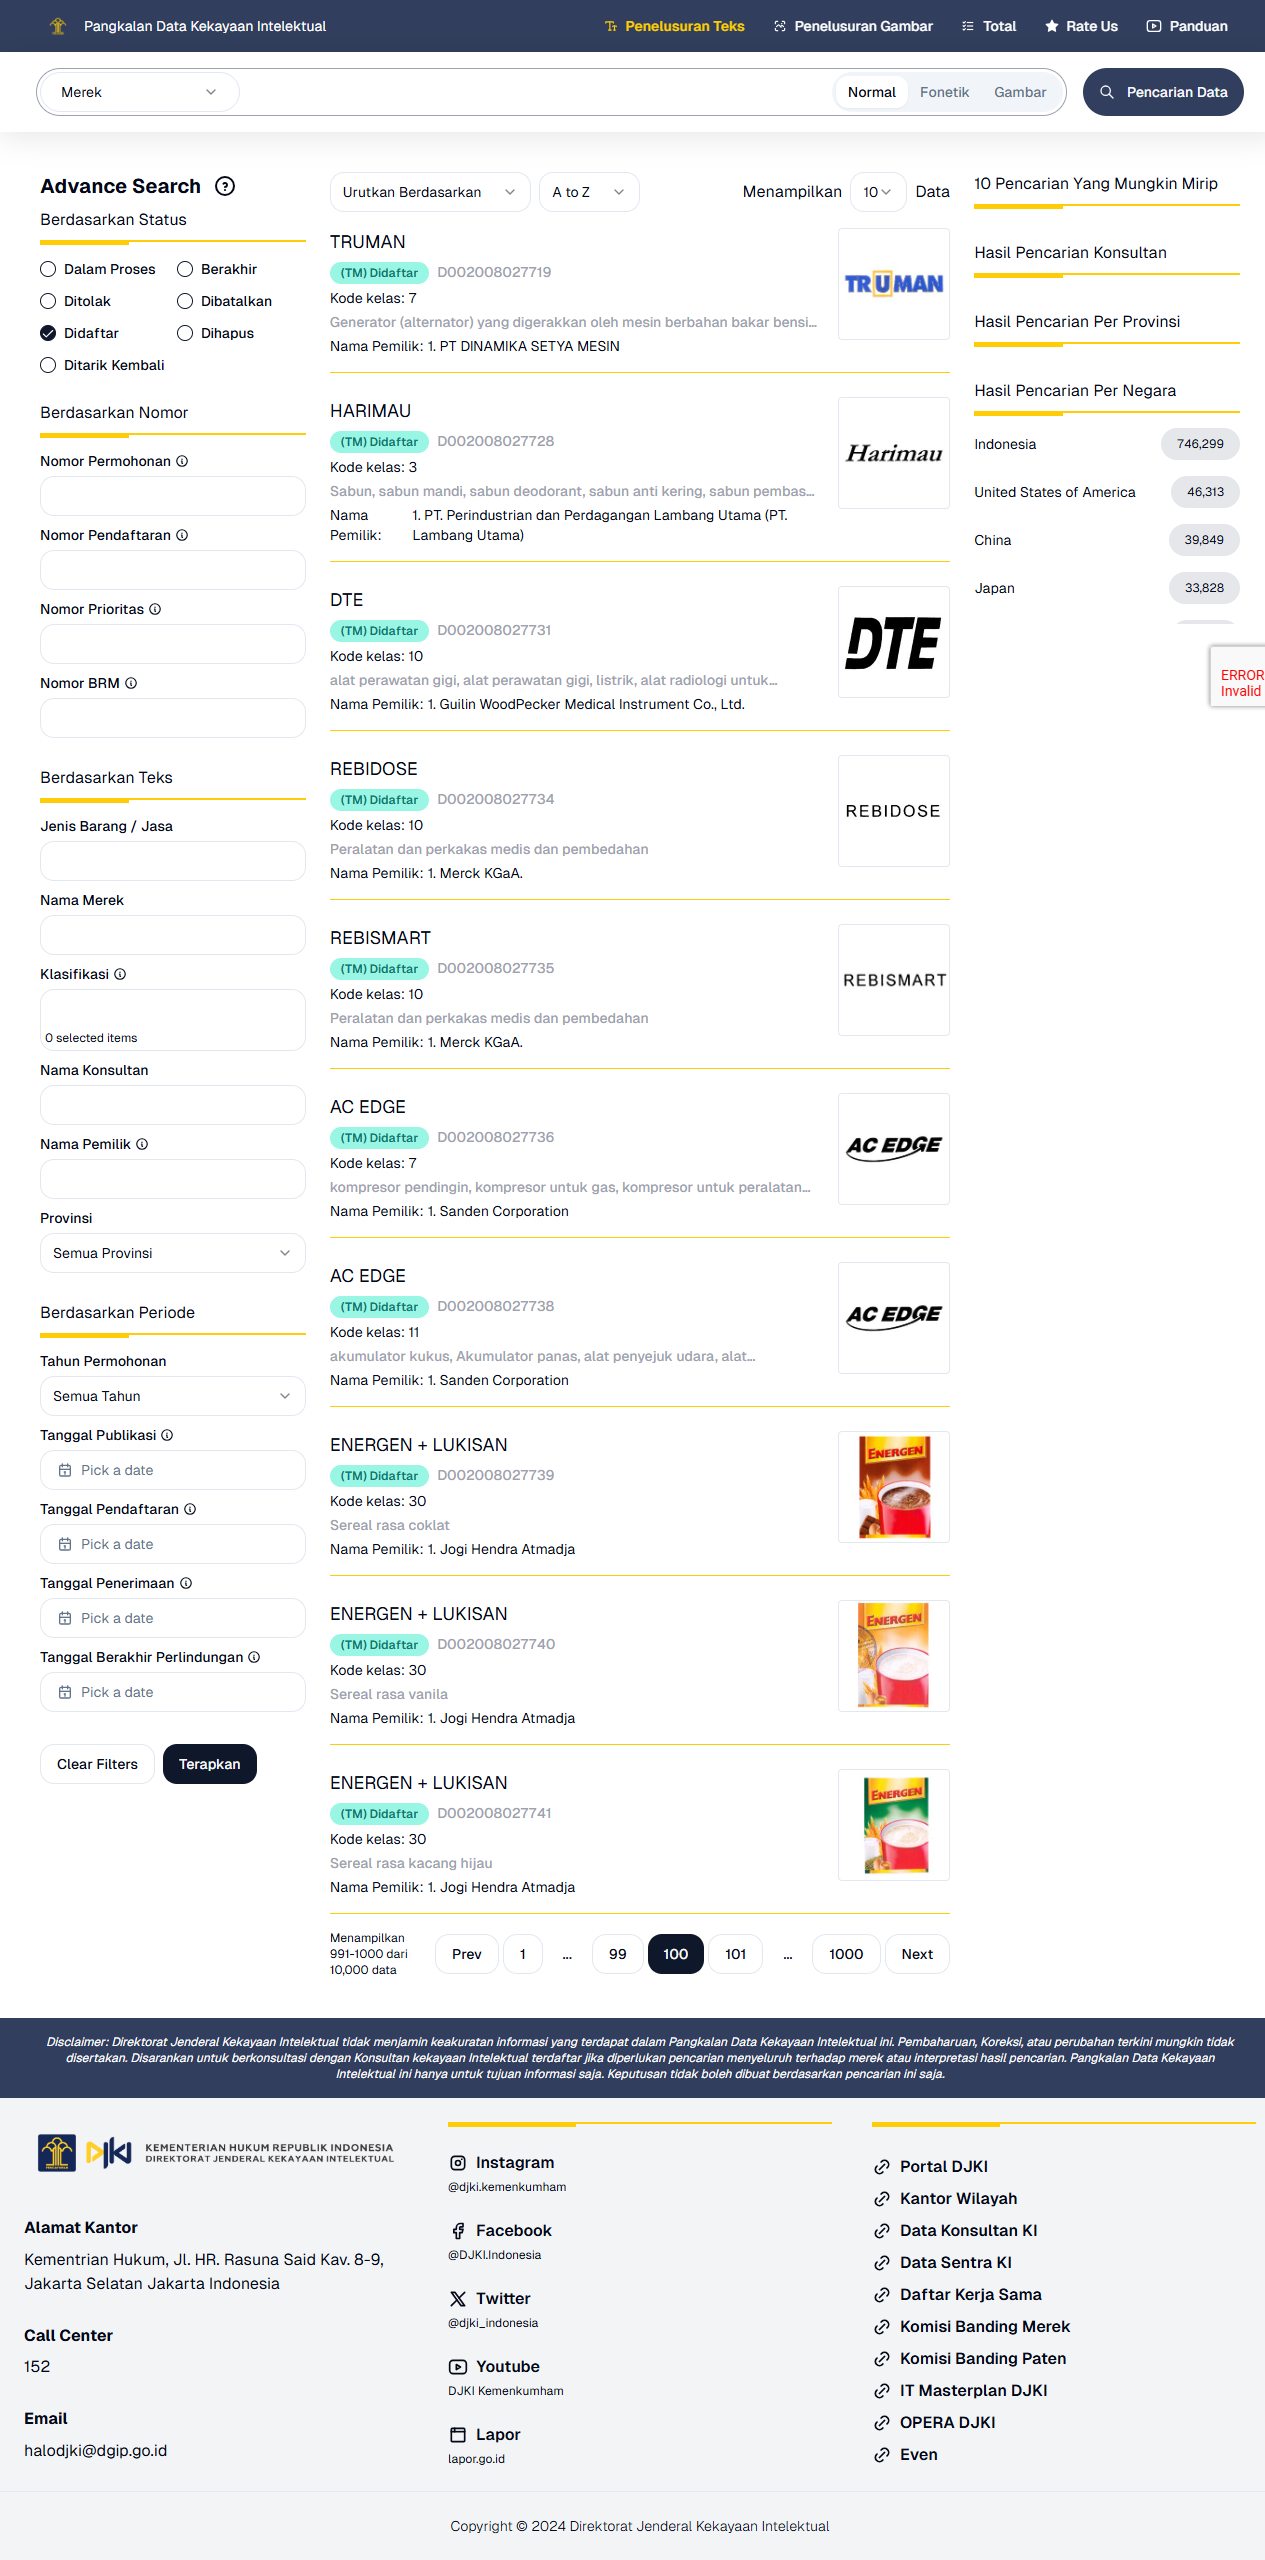 Pangkalan Data Kekayaan Intelektual
Penelusuran Teks
Penelusuran Gambar
Total
Rate Us
Panduan
Merek
Normal
Fonetik
Gambar
Pencarian Data
Advance Search
Berdasarkan Status
Dalam Proses
Berakhir
Ditolak
Dibatalkan
Didaftar
Dihapus
Ditarik Kembali
Berdasarkan Nomor
Nomor Permohonan
Nomor Pendaftaran
Nomor Prioritas
Nomor BRM
Berdasarkan Teks
Jenis Barang / Jasa
Nama Merek
Klasifikasi
0 selected items
Nama Konsultan
Nama Pemilik
Provinsi
Semua Provinsi
Berdasarkan Periode
Tahun Permohonan
Semua Tahun
Tanggal Publikasi
Pick a date
Tanggal Pendaftaran
Pick a date
Tanggal Penerimaan
Pick a date
Tanggal Berakhir Perlindungan
Pick a date
Clear Filters
Terapkan
Urutkan Berdasarkan
A to Z
Menampilkan
10
Data
TRUMAN
(TM) Didaftar
D002008027719
Kode kelas: 7
Generator (alternator) yang digerakkan oleh mesin berbahan bakar bensi...
Nama Pemilik: 1. PT DINAMIKA SETYA MESIN
TRUMAN
HARIMAU
(TM) Didaftar
D002008027728
Kode kelas: 3
Sabun, sabun mandi, sabun deodorant, sabun anti kering, sabun pembas...
Nama Pemilik:
1. PT. Perindustrian dan Perdagangan Lambang Utama (PT.
Lambang Utama)
Harimau
DTE
(TM) Didaftar
D002008027731
Kode kelas: 10
alat perawatan gigi, alat perawatan gigi, listrik, alat radiologi untuk...
Nama Pemilik: 1. Guilin WoodPecker Medical Instrument Co., Ltd.
DTE
REBIDOSE
(TM) Didaftar
D002008027734
Kode kelas: 10
Peralatan dan perkakas medis dan pembedahan
Nama Pemilik: 1. Merck KGaA.
REBIDOSE
REBISMART
(TM) Didaftar
D002008027735
Kode kelas: 10
Peralatan dan perkakas medis dan pembedahan
Nama Pemilik: 1. Merck KGaA.
REBISMART
AC EDGE
(TM) Didaftar
D002008027736
Kode kelas: 7
kompresor pendingin, kompresor untuk gas, kompresor untuk peralatan...
Nama Pemilik: 1. Sanden Corporation
AC EDGE
AC EDGE
(TM) Didaftar
D002008027738
Kode kelas: 11
akumulator kukus, Akumulator panas, alat penyejuk udara, alat...
Nama Pemilik: 1. Sanden Corporation
AC EDGE
ENERGEN + LUKISAN
(TM) Didaftar
D002008027739
Kode kelas: 30
Sereal rasa coklat
Nama Pemilik: 1. Jogi Hendra Atmadja
ENERGEN
ENERGEN + LUKISAN
(TM) Didaftar
D002008027740
Kode kelas: 30
Sereal rasa vanila
Nama Pemilik: 1. Jogi Hendra Atmadja
ENERGEN
ENERGEN + LUKISAN
(TM) Didaftar
D002008027741
Kode kelas: 30
Sereal rasa kacang hijau
Nama Pemilik: 1. Jogi Hendra Atmadja
ENERGEN
Menampilkan
991-1000 dari
10,000 data
Prev
1
...
99
100
101
...
1000
Next
10 Pencarian Yang Mungkin Mirip
Hasil Pencarian Konsultan
Hasil Pencarian Per Provinsi
Hasil Pencarian Per Negara
Indonesia
746,299
United States of America
46,313
China
39,849
Japan
33,828
ERROR
Invalid
Disclaimer: Direktorat Jenderal Kekayaan Intelektual tidak menjamin keakuratan informasi yang terdapat dalam Pangkalan Data Kekayaan Intelektual ini. Pembaharuan, Koreksi, atau perubahan terkini mungkin tidak
disertakan. Disarankan untuk berkonsultasi dengan Konsultan kekayaan Intelektual terdaftar jika diperlukan pencarian menyeluruh terhadap merek atau interpretasi hasil pencarian. Pangkalan Data Kekayaan
Intelektual ini hanya untuk tujuan informasi saja. Keputusan tidak boleh dibuat berdasarkan pencarian ini saja.
DJKI
KEMENTERIAN HUKUM REPUBLIK INDONESIA
DIREKTORAT JENDERAL KEKAYAAN INTELEKTUAL
Alamat Kantor
Kementrian Hukum, Jl. HR. Rasuna Said Kav. 8-9,
Jakarta Selatan Jakarta Indonesia
Call Center
152
Email
halodjki@dgip.go.id
Instagram
@djki.kemenkumham
Facebook
@DJKI.Indonesia
Twitter
@djki_indonesia
Youtube
DJKI Kemenkumham
Lapor
lapor.go.id
Portal DJKI
Kantor Wilayah
Data Konsultan KI
Data Sentra KI
Daftar Kerja Sama
Komisi Banding Merek
Komisi Banding Paten
IT Masterplan DJKI
OPERA DJKI
Even
Copyright © 2024 Direktorat Jenderal Kekayaan Intelektual